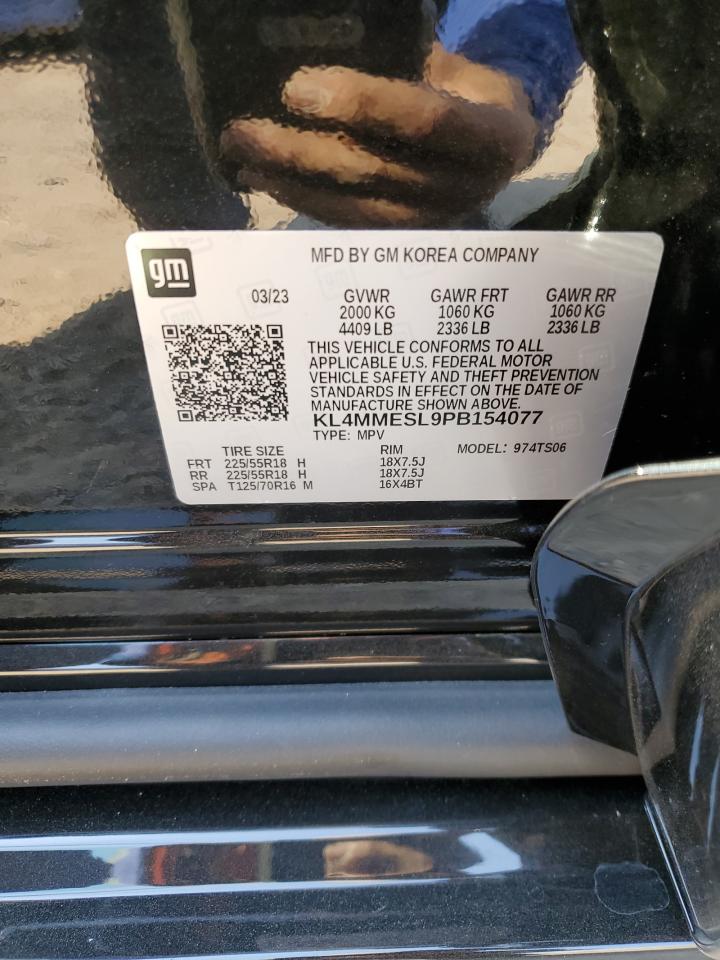 gm
MFD BY GM KOREA COMPANY
03/23 GVWR GAWR FRT GAWR RR
2000 KG 1060 KG 1060 KG
4409 LB 2336 LB 2336 LB
THIS VEHICLE CONFORMS TO ALL
APPLICABLE U.S. FEDERAL MOTOR
VEHICLE SAFETY AND THEFT PREVENTION
STANDARDS IN EFFECT ON THE DATE OF
MANUFACTURE SHOWN ABOVE.
KL4MMESL9PB154077
TYPE: MPV
TIRE SIZE RIM MODEL: 974TS06
FRT 225/55R18 H 18X7.5J
RR 225/55R18 H 18X7.5J
SPA T125/70R16 M 16X4BT